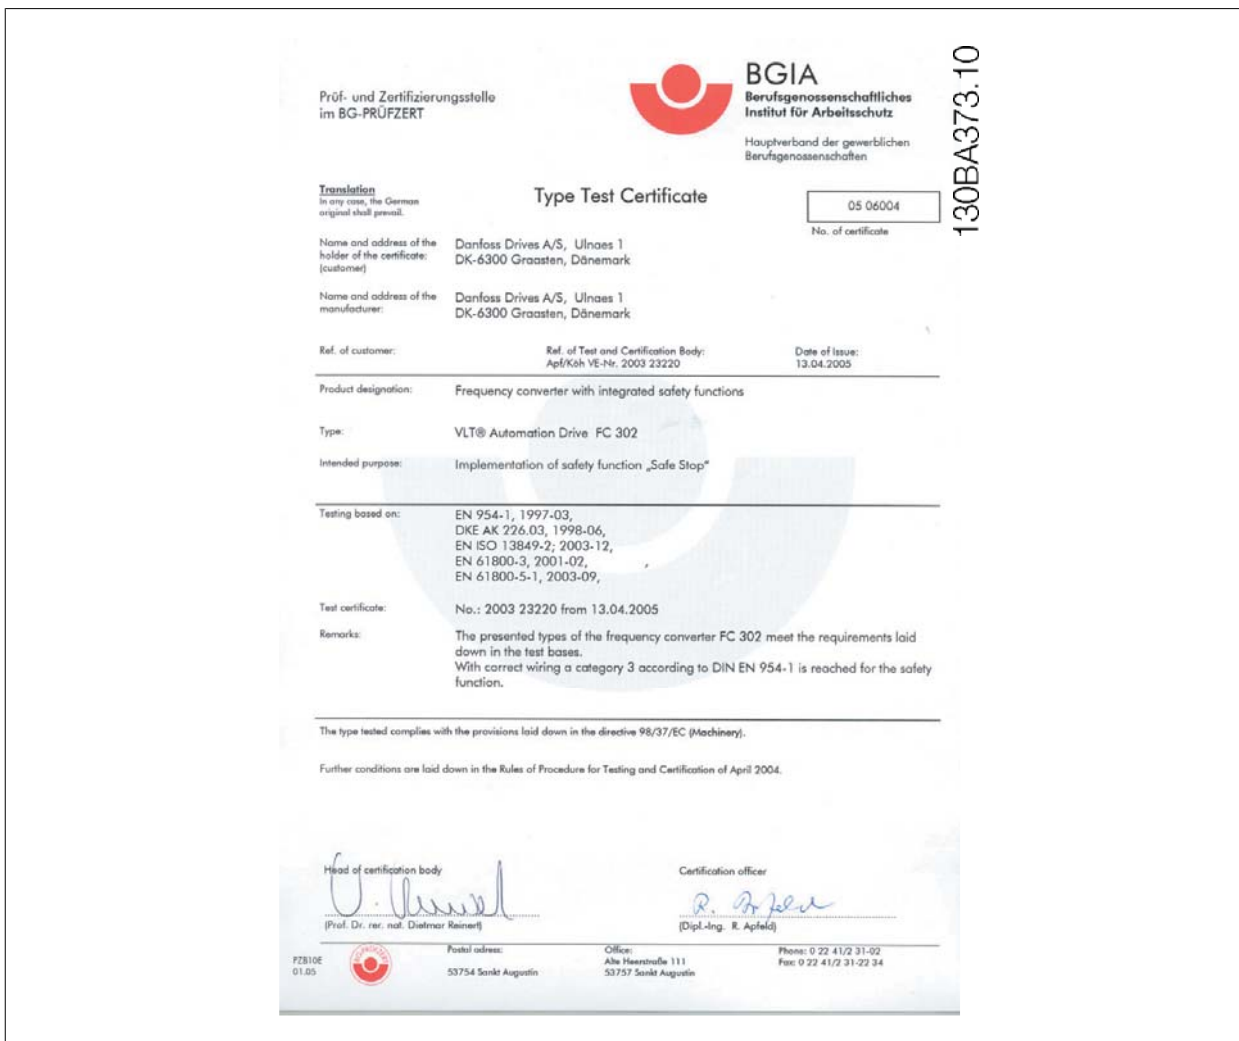 130BA373.10
Prüf- und Zertifizierungsstelle
im BG-PRÜFZERT
BGIA
Berufsgenossenschaftliches
Institut für Arbeitsschutz
Hauptverband der gewerblichen
Berufsgenossenschaften
Translation
In any case, the German
original shall prevail.
Type Test Certificate
05 06004
No. of certificate
Name and address of the
holder of the certificate:
(customer)
Danfoss Drives A/S, Ulnaes 1
DK-6300 Graasten, Dänemark
Name and address of the
manufacturer:
Danfoss Drives A/S, Ulnaes 1
DK-6300 Graasten, Dänemark
Ref. of customer:
Ref. of Test and Certification Body:
Apf/Köh VE-Nr. 2003 23220
Date of Issue:
13.04.2005
Product designation:
Frequency converter with integrated safety functions
Type:
VLT® Automation Drive FC 302
Intended purpose:
Implementation of safety function „Safe Stop“
Testing based on:
EN 954-1, 1997-03,
DKE AK 226.03, 1998-06,
EN ISO 13849-2; 2003-12,
EN 61800-3, 2001-02,
EN 61800-5-1, 2003-09,
Test certificate:
No.: 2003 23220 from 13.04.2005
Remarks:
The presented types of the frequency converter FC 302 meet the requirements laid
down in the test bases.
With correct wiring a category 3 according to DIN EN 954-1 is reached for the safety
function.
The type tested complies with the provisions laid down in the directive 98/37/EC (Machinery).
Further conditions are laid down in the Rules of Procedure for Testing and Certification of April 2004.
Head of certification body
(Prof. Dr. rer. nat. Dietmar Reinert)
Certification officer
R. Apfeld
(Dipl.-Ing. R. Apfeld)
PZB10E
01.05
BG-PRÜFZERT
Postal adress:
53754 Sankt Augustin
Office:
Alte Heerstraße 111
53757 Sankt Augustin
Phone: 0 22 41/2 31-02
Fax: 0 22 41/2 31-22 34